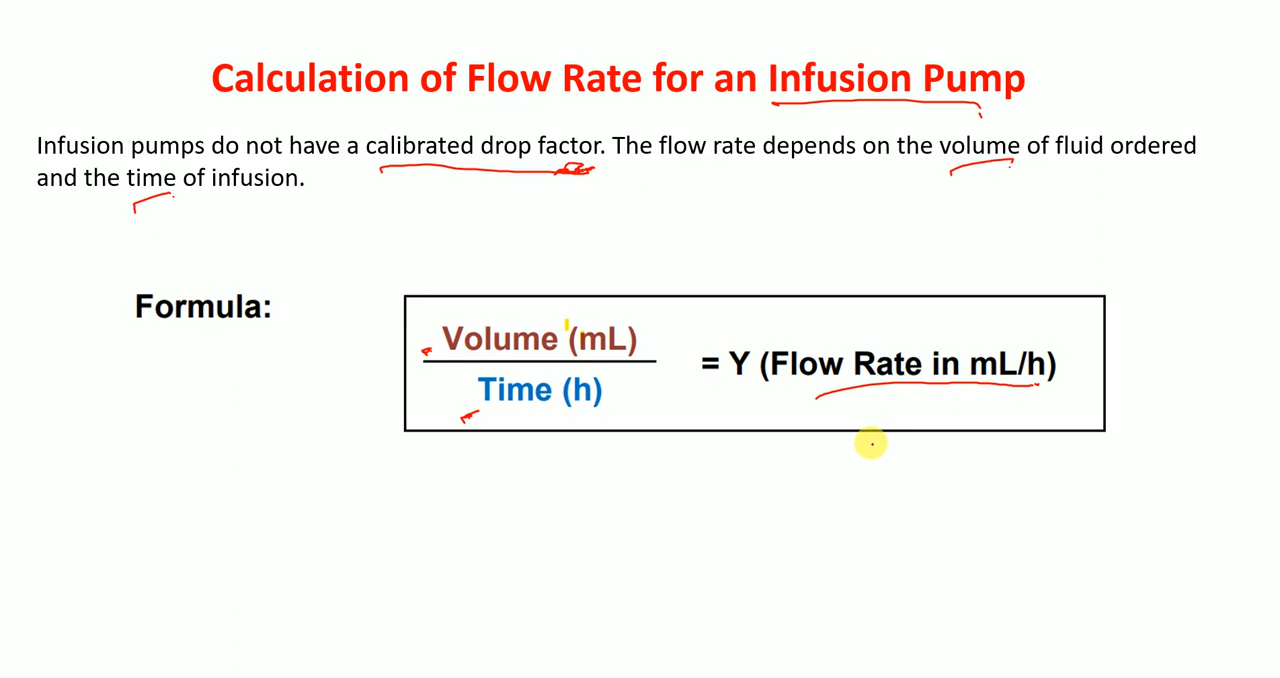 Calculation of Flow Rate for an Infusion Pump
Infusion pumps do not have a calibrated drop factor. The flow rate depends on the volume of fluid ordered
and the time of infusion.
Formula:
Volume (mL)
Time (h)
= Y (Flow Rate in mL/h)